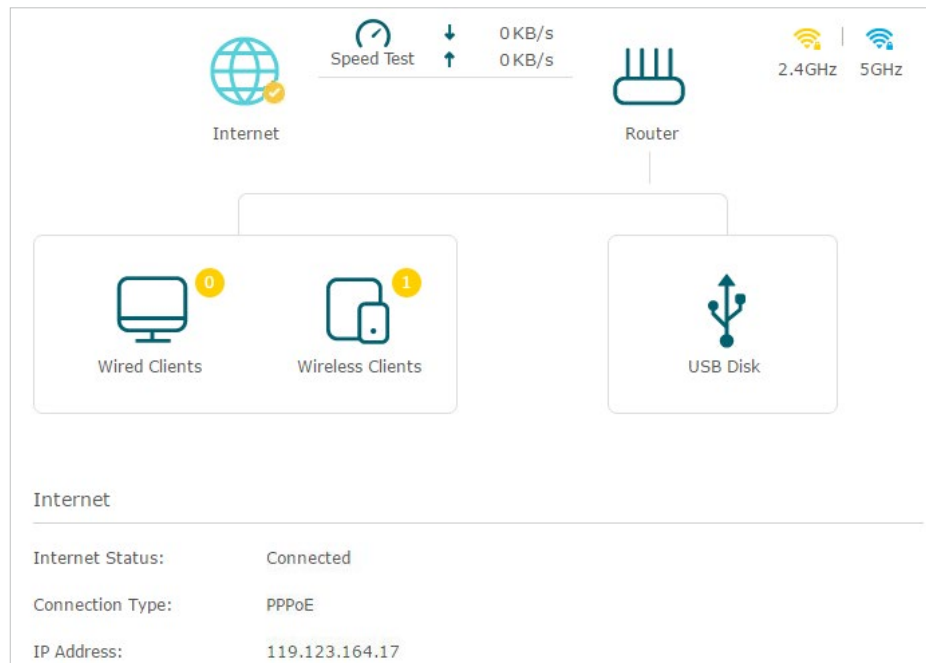 Speed Test
0 KB/s
0 KB/s
2.4GHz 5GHz
Internet
Router
0
1
Wired Clients
Wireless Clients
USB Disk
Internet
Internet Status: Connected
Connection Type: PPPoE
IP Address: 119.123.164.17